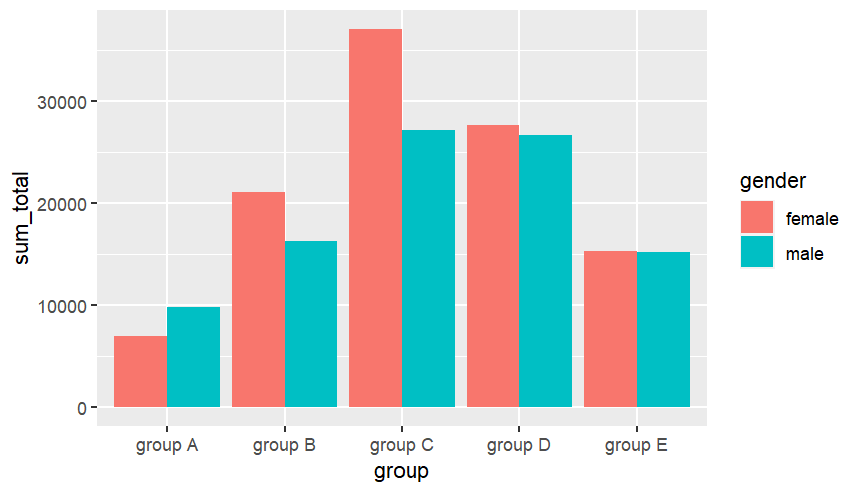 sum_total
30000
20000
10000
0
group A group B group C group D group E
group
gender
female
male